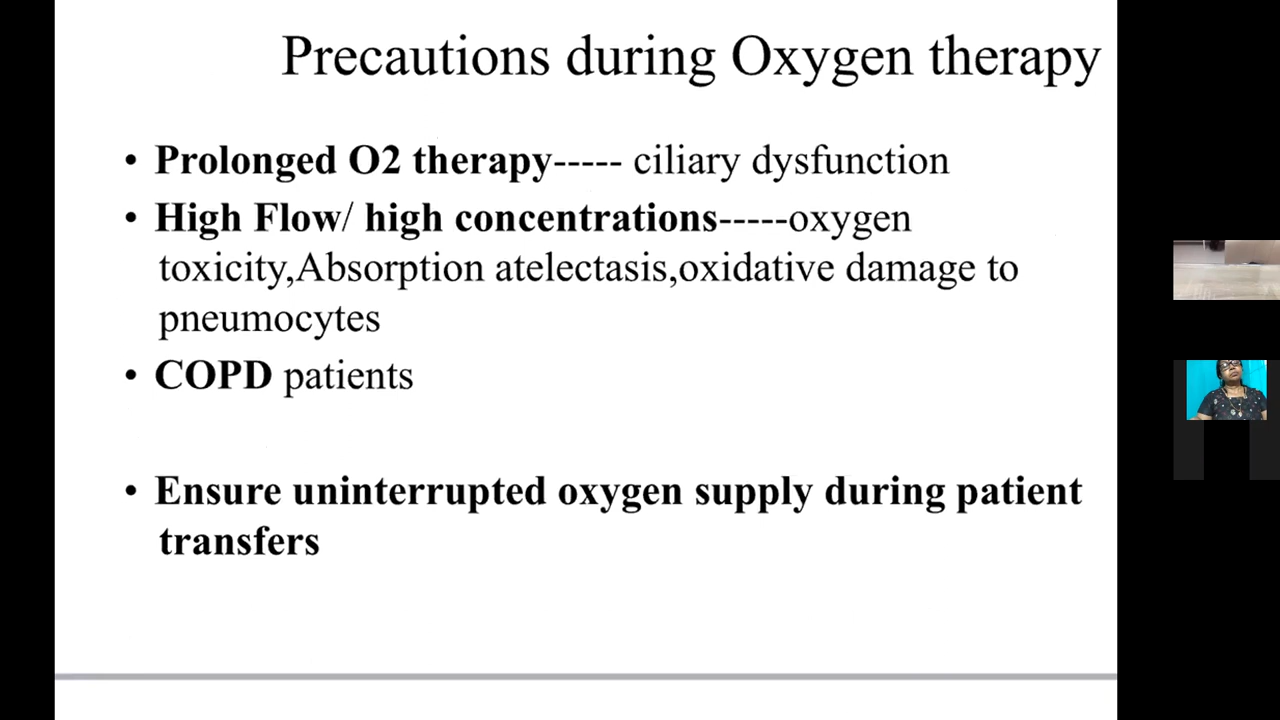 Precautions during Oxygen therapy
• Prolonged O2 therapy----- ciliary dysfunction
• High Flow/ high concentrations-----oxygen
toxicity,Absorption atelectasis,oxidative damage to
pneumocytes
• COPD patients
• Ensure uninterrupted oxygen supply during patient
transfers